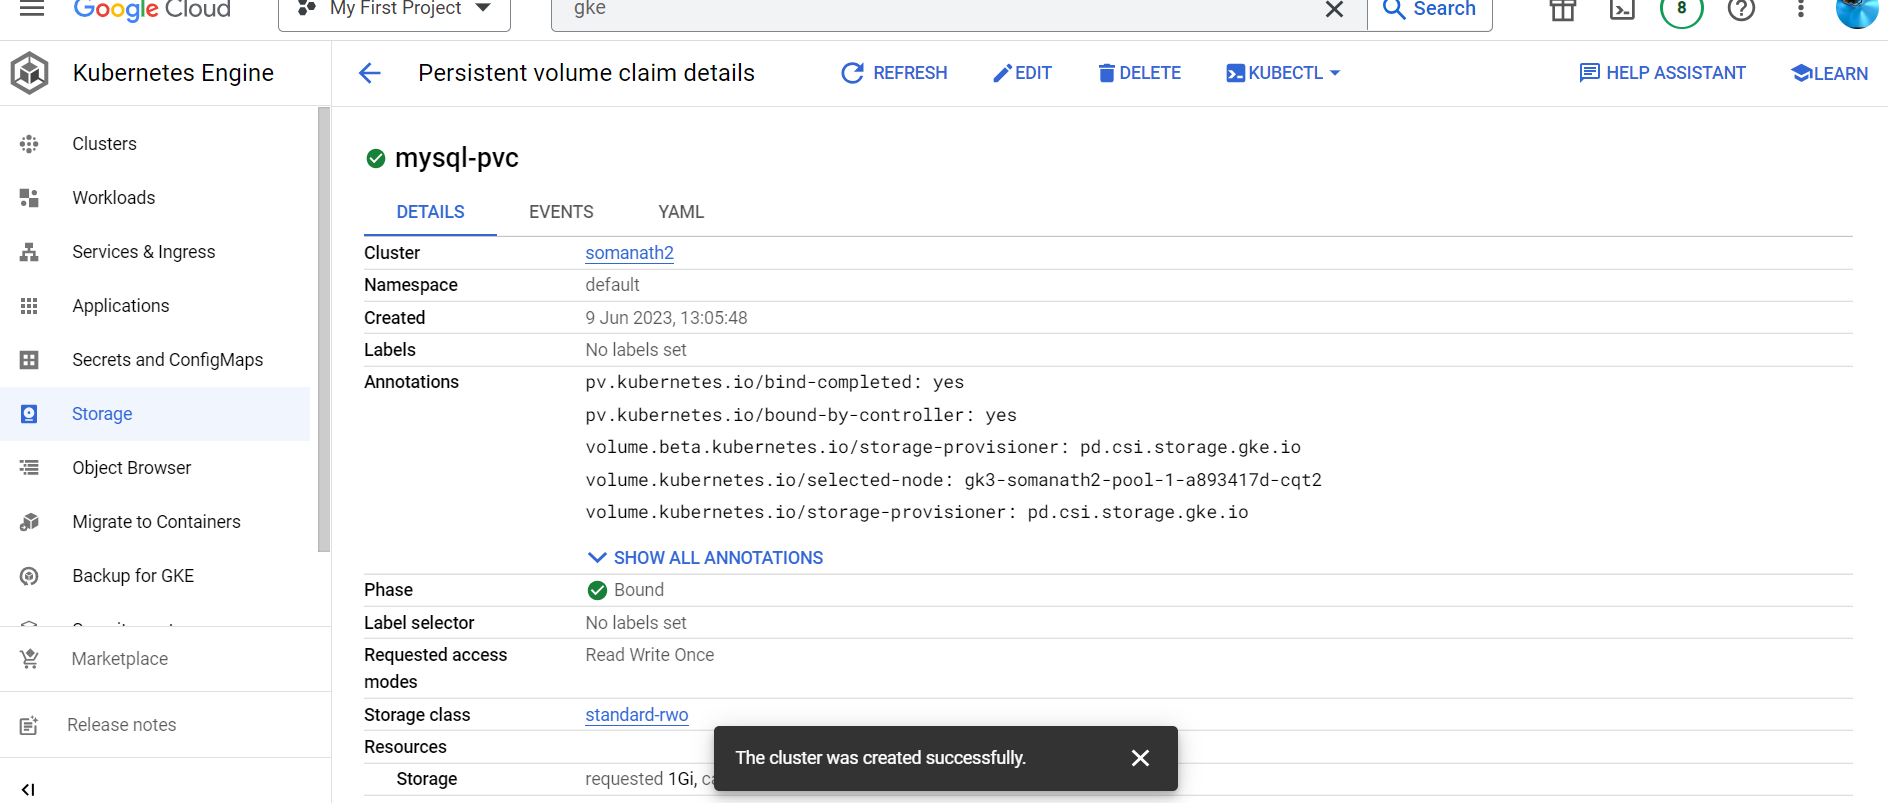 Google Cloud
My First Project
gke
Search
8
Kubernetes Engine
Persistent volume claim details
REFRESH
EDIT
DELETE
KUBECTL
HELP ASSISTANT
LEARN
Clusters
Workloads
Services & Ingress
Applications
Secrets and ConfigMaps
Storage
Object Browser
Migrate to Containers
Backup for GKE
Marketplace
Release notes
mysql-pvc
DETAILS EVENTS YAML
Cluster somanath2
Namespace default
Created 9 Jun 2023, 13:05:48
Labels No labels set
Annotations pv.kubernetes.io/bind-completed: yes
pv.kubernetes.io/bound-by-controller: yes
volume.beta.kubernetes.io/storage-provisioner: pd.csi.storage.gke.io
volume.kubernetes.io/selected-node: gk3-somanath2-pool-1-a893417d-cqt2
volume.kubernetes.io/storage-provisioner: pd.csi.storage.gke.io
SHOW ALL ANNOTATIONS
Phase Bound
Label selector No labels set
Requested access Read Write Once
modes
Storage class standard-rwo
Resources
Storage requested 1Gi,
The cluster was created successfully.